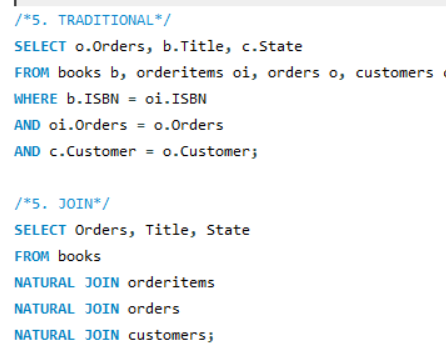 /*5. TRADITIONAL*/
SELECT o.Orders, b.Title, c.State
FROM books b, orderitems oi, orders o, customers c
WHERE b.ISBN = oi.ISBN
AND oi.Orders = o.Orders
AND c.Customer = o.Customer;
/*5. JOIN*/
SELECT Orders, Title, State
FROM books
NATURAL JOIN orderitems
NATURAL JOIN orders
NATURAL JOIN customers;